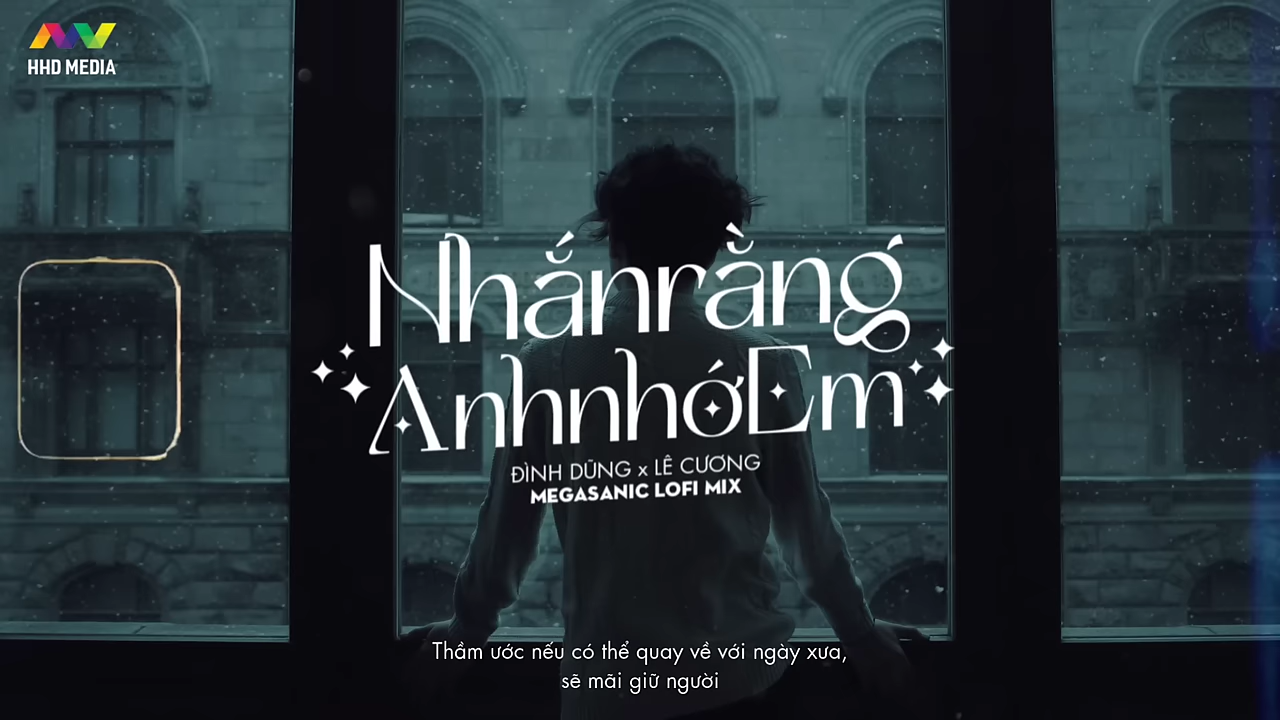 HHD MEDIA
Nhắn rằng
Anh nhớ Em
ĐÌNH DŨNG x LÊ CƯƠNG
MEGASANIC LOFI MIX
Thầm ước nếu có thể quay về với ngày xưa,
sẽ mãi giữ người